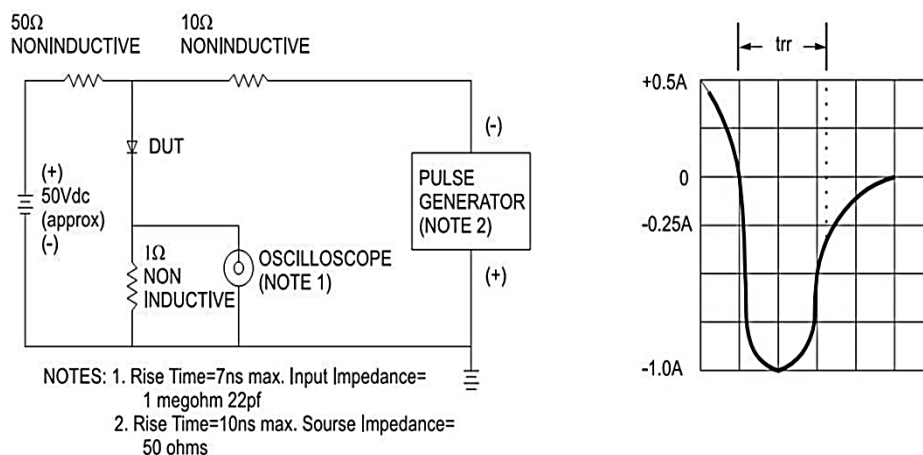 50Ω
NONINDUCTIVE
10Ω
NONINDUCTIVE
DUT
(+)
50Vdc
(approx)
(-)
1Ω
NON
INDUCTIVE
OSCILLOSCOPE
(NOTE 1)
(-)
PULSE
GENERATOR
(NOTE 2)
(+)
NOTES: 1. Rise Time=7ns max. Input Impedance=
1 megohm 22pf
2. Rise Time=10ns max. Sourse Impedance=
50 ohms
trr
+0.5A
0
-0.25A
-1.0A